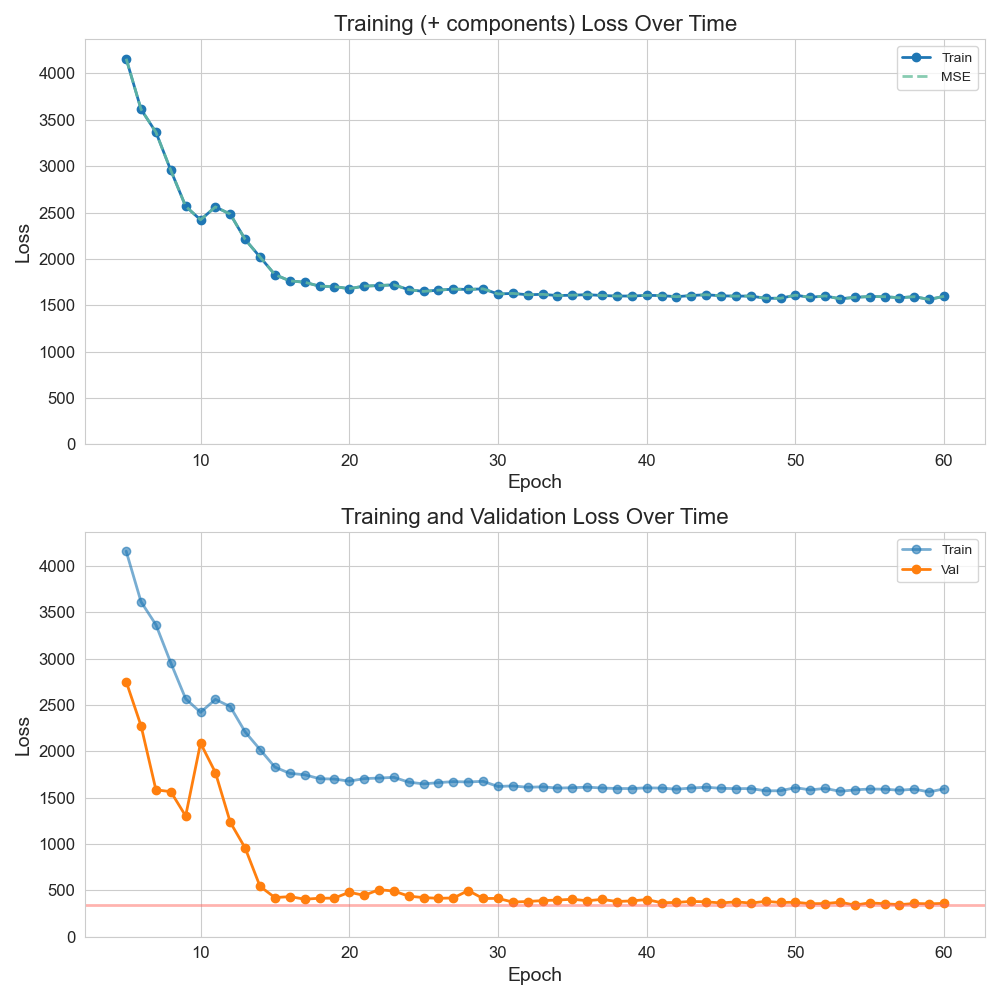 Training (+ components) Loss Over Time
Train
MSE
4000
3500
3000
2500
2000
1500
1000
500
0
Loss
10 20 30 40 50 60
Epoch
Training and Validation Loss Over Time
Train
Val
4000
3500
3000
2500
2000
1500
1000
500
0
Loss
10 20 30 40 50 60
Epoch